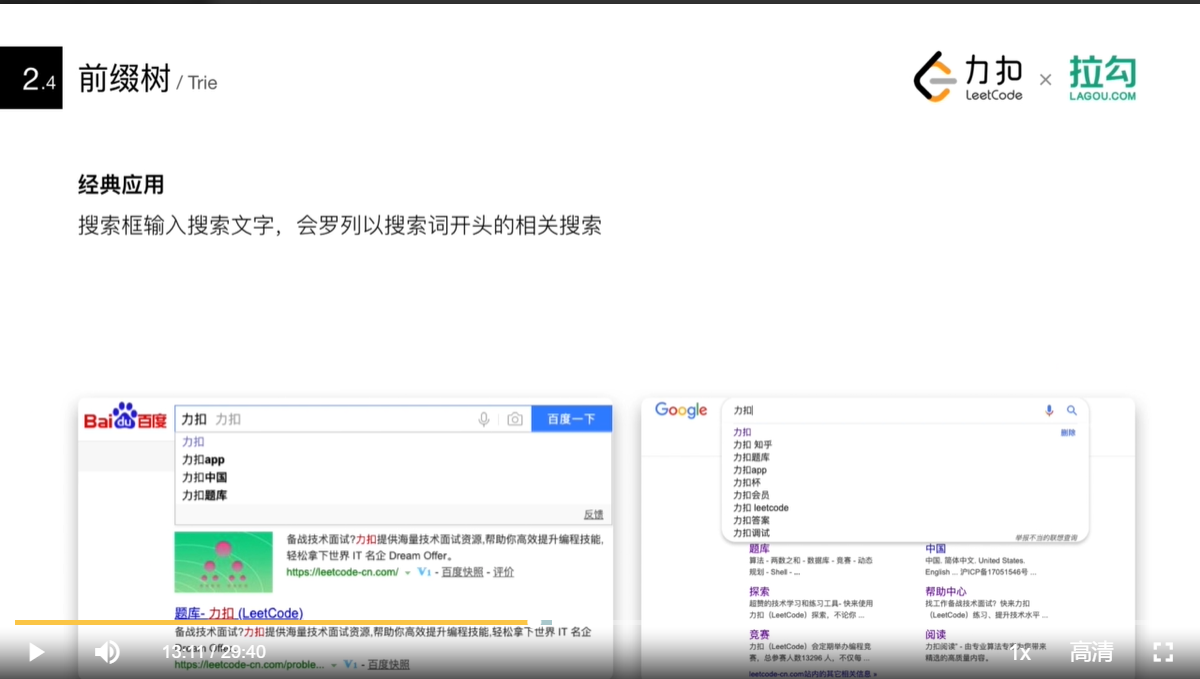 2.4 前缀树 / Trie
力扣
LeetCode
×
拉勾
LAGOU.COM
经典应用
搜索框输入搜索文字，会罗列以搜索词开头的相关搜索
Bai du 百度
力扣 力扣
百度一下
力扣
力扣app
力扣中国
力扣题库
反馈
备战技术面试?力扣提供海量技术面试资源,帮助你高效提升编程技能,
轻松拿下世界 IT 名企 Dream Offer。
https://leetcode-cn.com/ V1 - 百度快照 - 评价
题库- 力扣 (LeetCode)
备战技术面试?力扣提供海量技术面试资源,帮助你高效提升编程技能,轻松拿下世界 IT 名企
Dream Offer。
https://leetcode-cn.com/proble... V1 - 百度快照
Google
力扣
力扣
删除
力扣 知乎
力扣题库
力扣app
力扣杯
力扣会员
力扣 leetcode
力扣答案
力扣调试
举报不当的联想查询
题库
算法 - 两数之和 - 数据库 - 竞赛 - 动态
规划 - Shell - ...
探索
超赞的技术学习和练习工具- 快来使用
力扣（LeetCode）探索，不论你 ...
竞赛
力扣（LeetCode）会定期举办编程竞
赛，总参赛人数13296 人，不仅每 ...
leetcode-cn.com站内的其它相关信息 »
中国
中国. 简体中文. United States.
English ... 沪ICP备17051546号 ...
帮助中心
找工作备战技术面试？快来力扣
（LeetCode）练习、提升技术水平 ...
阅读
力扣阅读" - 由专业算法专家为您带来
精选的高质量内容。
13:11 / 29:40
1x
高清